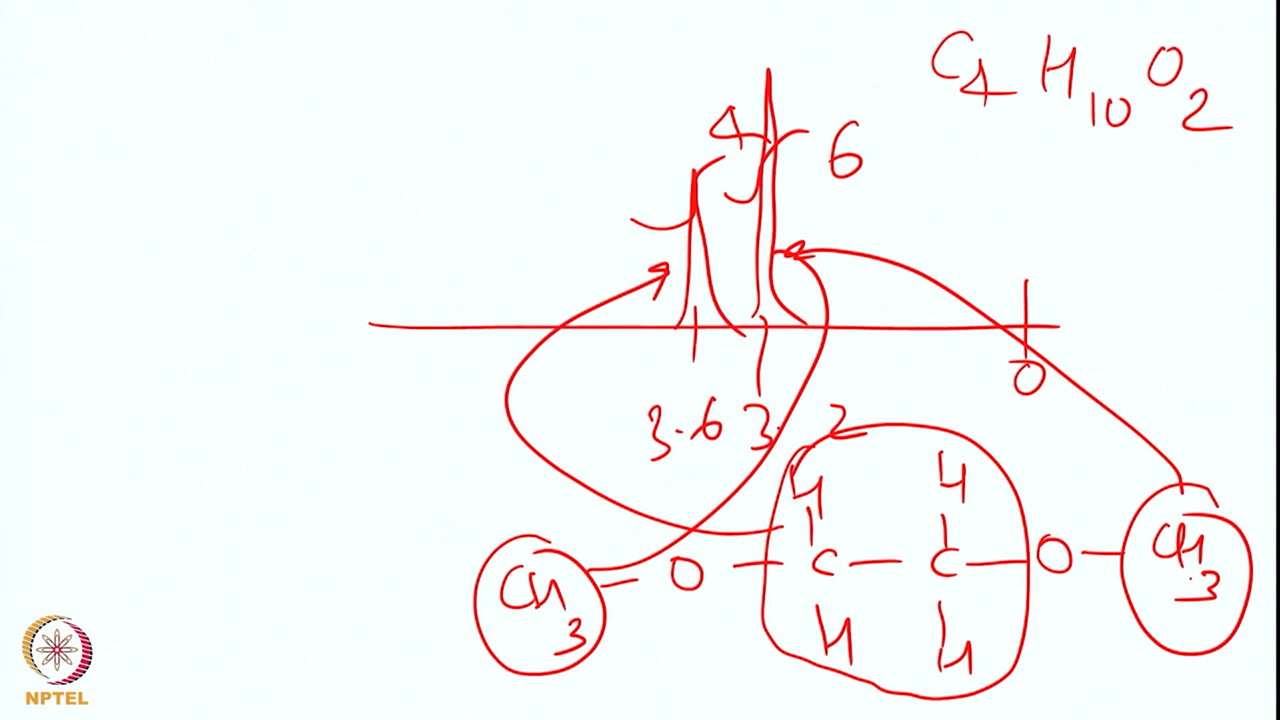 C4H10O2
4 6
0
3.6 3.2
H H
CH3 – O – C – C – O – CH3
H H
NPTEL